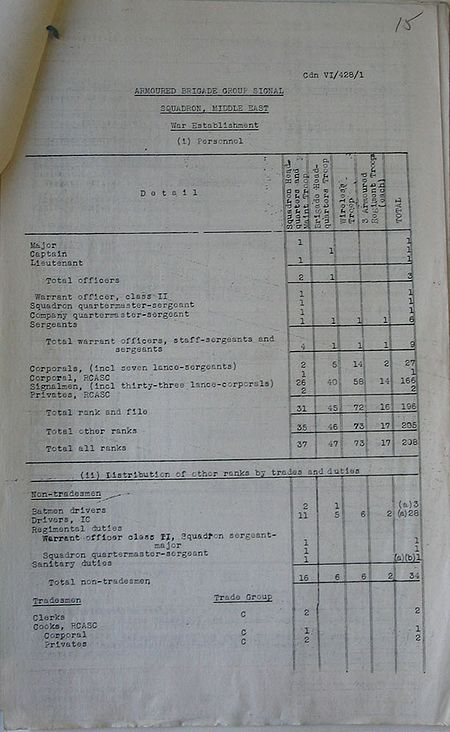 15
Cdn VI/428/1
ARMOURED BRIGADE GROUP SIGNAL
SQUADRON, MIDDLE EAST
War Establishment
(i) Personnel
Detail
Squadron Head-
quarters and
Maint Troop
Brigade Head-
quarters Troop
Wireless
Troop
3 Armoured
Regiment Troop
(each)
TOTAL
Major 1 1
Captain 1 1
Lieutenant 1 1
Total officers 2 1 3
Warrant officer, class II 1 1
Squadron quartermaster-sergeant 1 1
Company quartermaster-sergeant 1 1
Sergeants 1 1 1 1 6
Total warrant officers, staff-sergeants and
sergeants 4 1 1 1 9
Corporals, (incl seven lance-sergeants) 2 5 14 2 27
Corporal, RCASC 1 1
Signalmen, (incl thirty-three lance-corporals) 26 40 58 14 166
Privates, RCASC 2 2
Total rank and file 31 45 72 16 196
Total other ranks 35 46 73 17 205
Total all ranks 37 47 73 17 208
(ii) Distribution of other ranks by trades and duties
Non-tradesmen
Batmen drivers 2 1 (a)3
Drivers, IC 11 5 6 2 (a)28
Regimental duties
Warrant officer class II, Squadron sergeant-
major 1 1
Squadron quartermaster-sergeant 1 1
Sanitary duties 1 (a)(b)1
Total non-tradesmen 16 6 6 2 34
Tradesmen Trade Group
Clerks C 2 2
Cooks, RCASC
Corporal C 1 1
Privates C 2 2